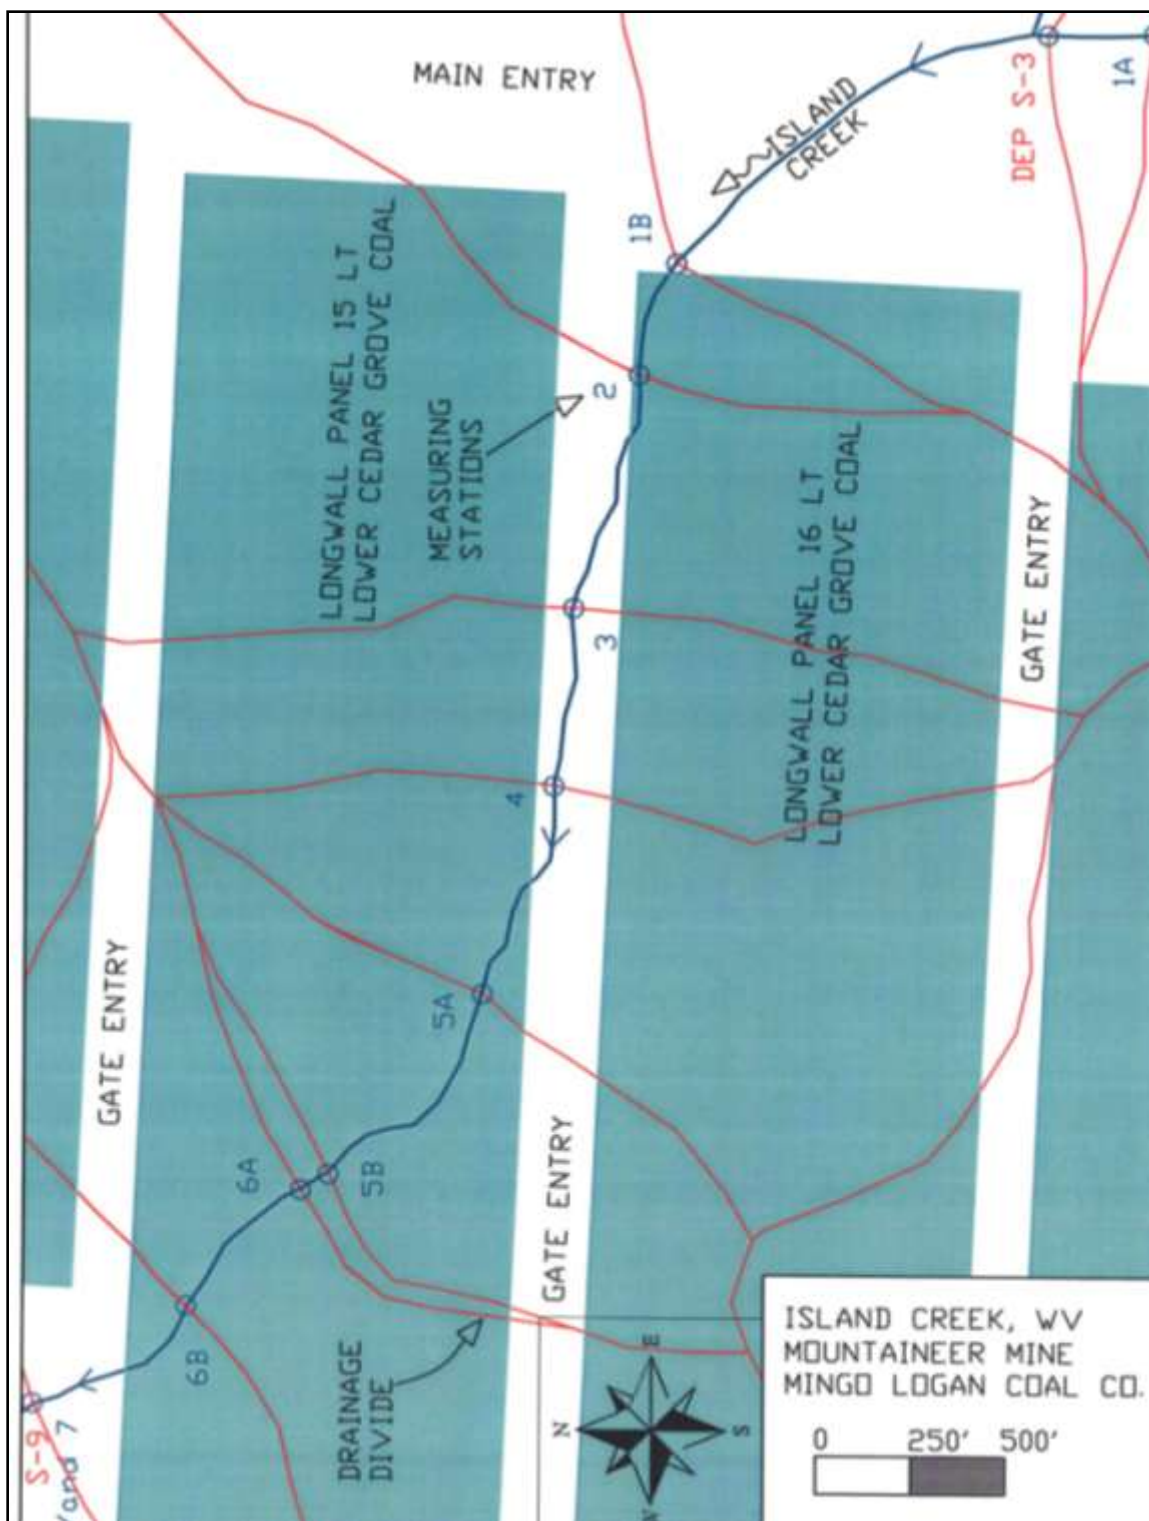 MAIN ENTRY
ISLAND
CREEK
DEP S-3
1A
1B
LONGWALL PANEL 15 LT
LOWER CEDAR GROVE COAL
MEASURING
STATIONS
2
LONGWALL PANEL 16 LT
LOWER CEDAR GROVE COAL
GATE ENTRY
3
4
GATE ENTRY
5A
6A
5B
GATE ENTRY
6B
DRAINAGE
DIVIDE
S-9
7
N
E
S
W
ISLAND CREEK, WV
MOUNTAINEER MINE
MINGO LOGAN COAL CO.
0 250' 500'